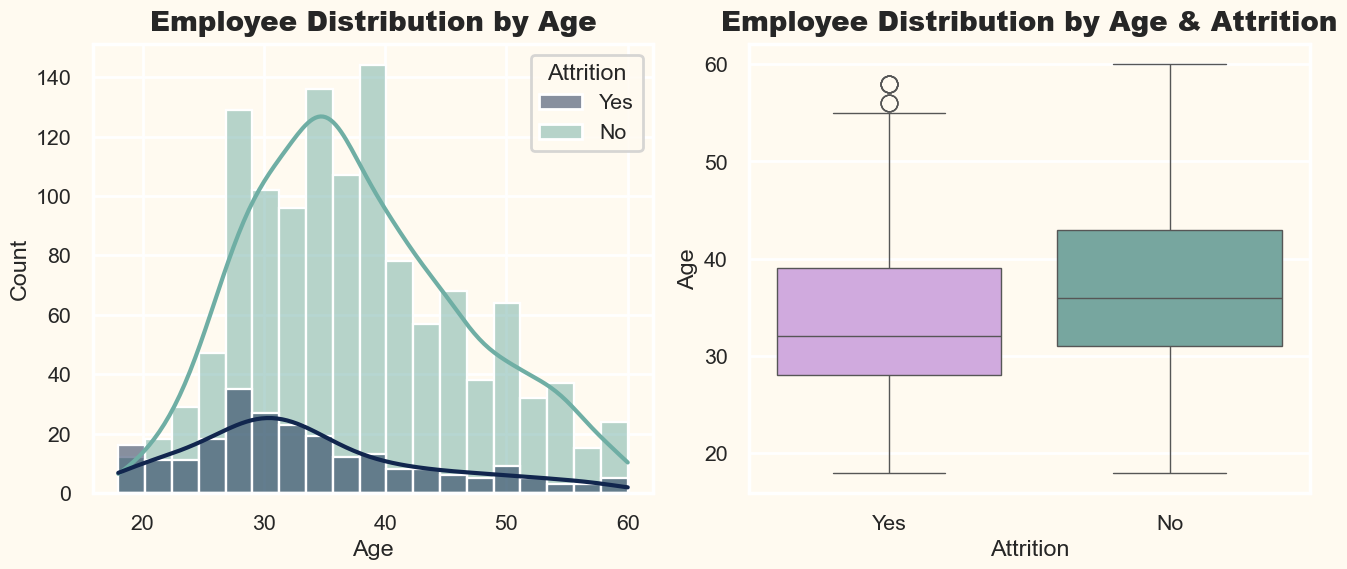 Employee Distribution by Age
Count
140
120
100
80
60
40
20
0
20 30 40 50 60
Age
Attrition
Yes
No
Employee Distribution by Age & Attrition
Age
60
50
40
30
20
Yes No
Attrition